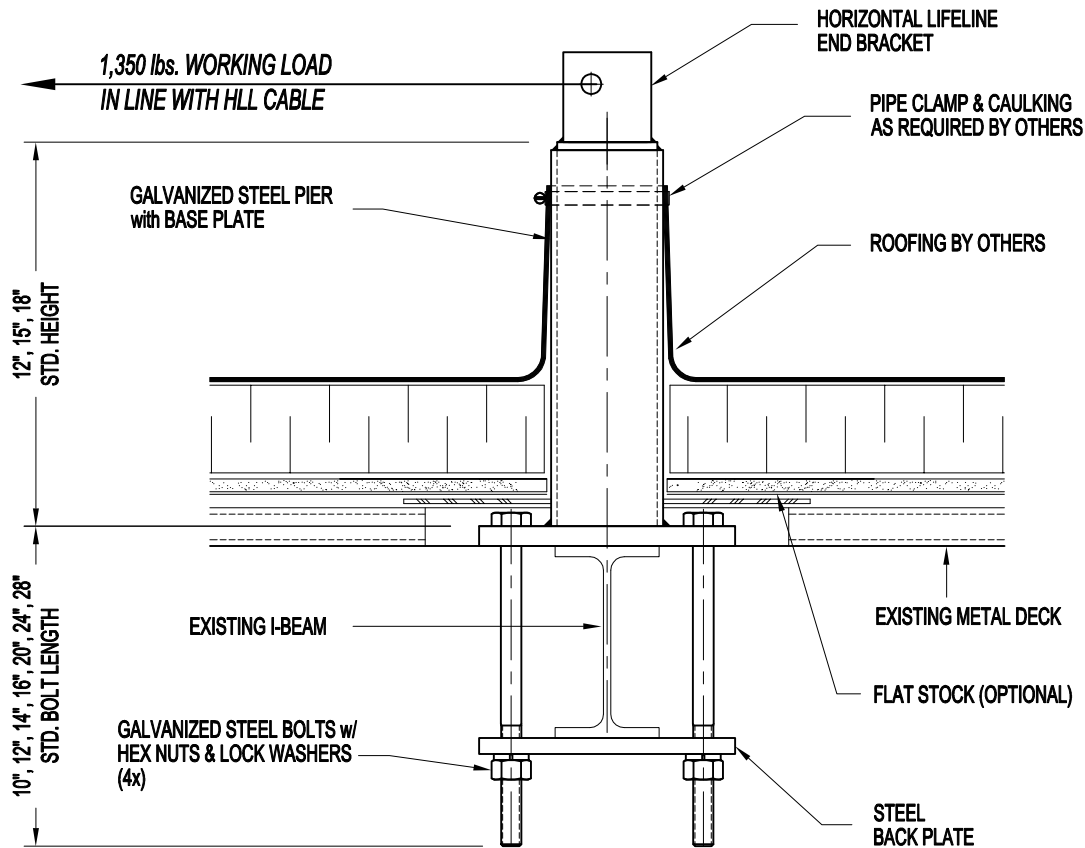 HORIZONTAL LIFELINE
END BRACKET
1,350 lbs. WORKING LOAD
IN LINE WITH HLL CABLE
PIPE CLAMP & CAULKING
AS REQUIRED BY OTHERS
GALVANIZED STEEL PIER
with BASE PLATE
ROOFING BY OTHERS
12", 15", 18"
STD. HEIGHT
10", 12", 14", 16", 20", 24", 28"
STD. BOLT LENGTH
EXISTING I-BEAM
EXISTING METAL DECK
FLAT STOCK (OPTIONAL)
GALVANIZED STEEL BOLTS w/
HEX NUTS & LOCK WASHERS
(4x)
STEEL
BACK PLATE